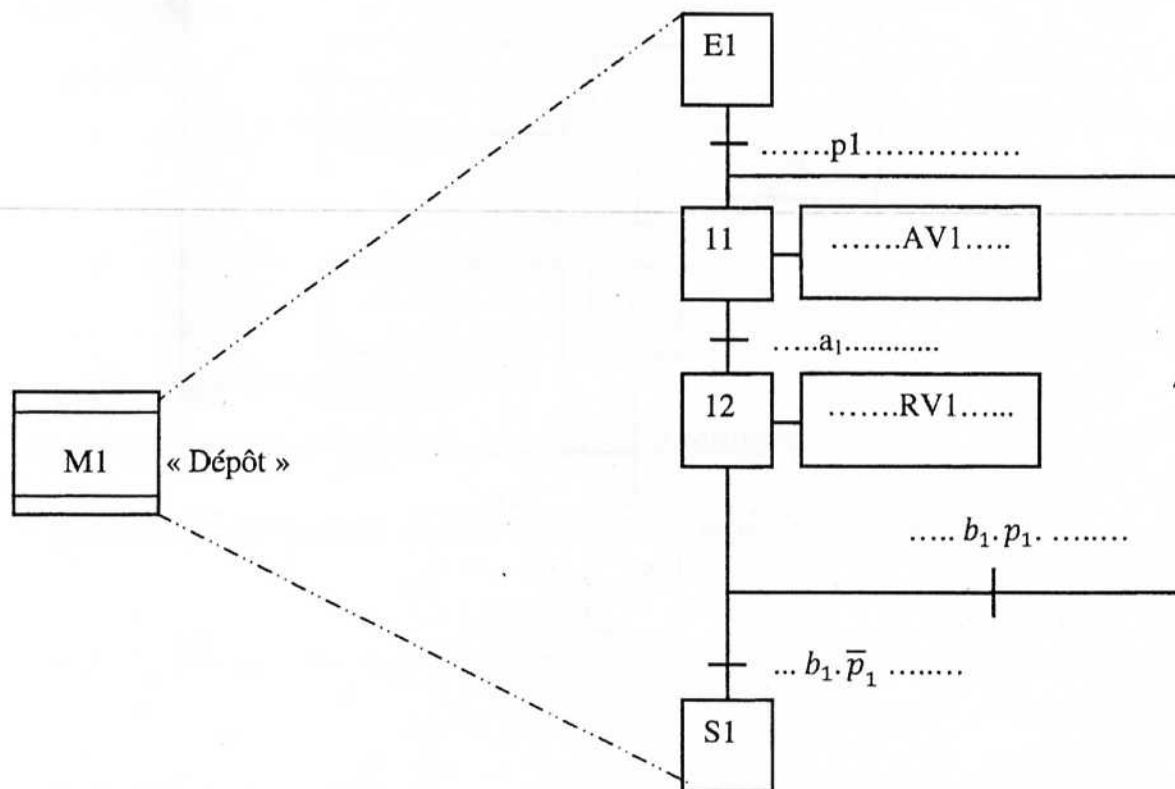 E1
.......p1................
11
.......AV1.....
.....a₁............
12
.......RV1......
M1
« Dépôt »
..... b₁. p₁. ........
... b₁. p̅₁ ........
S1